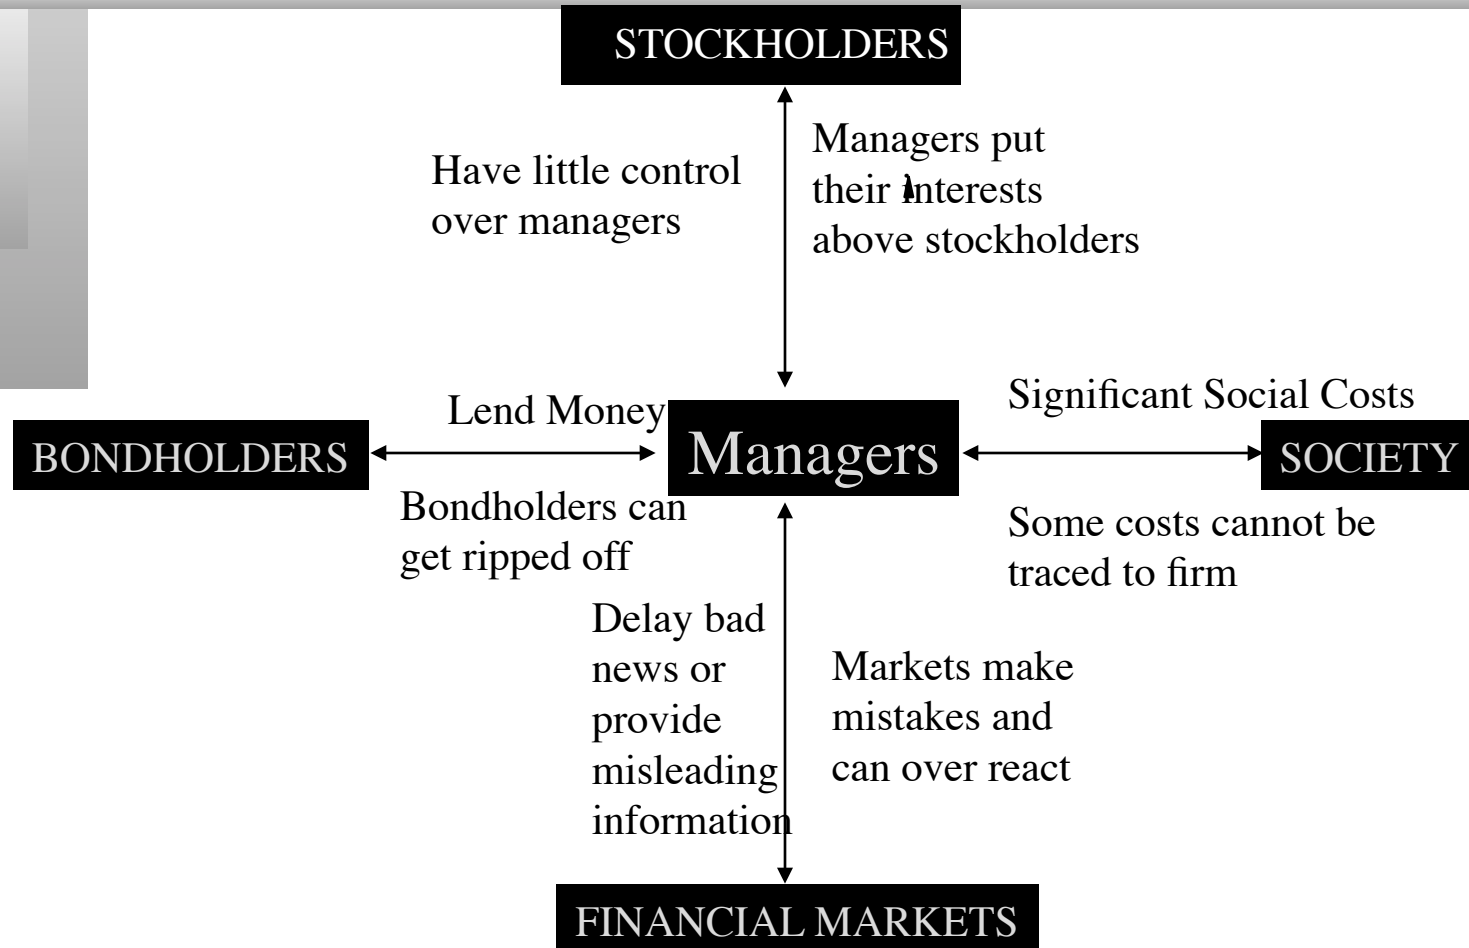 STOCKHOLDERS
Have little control
over managers
Managers put
their interests
above stockholders
Lend Money
BONDHOLDERS
Bondholders can
get ripped off
Managers
Significant Social Costs
SOCIETY
Some costs cannot be
traced to firm
Delay bad
news or
provide
misleading
information
Markets make
mistakes and
can over react
FINANCIAL MARKETS